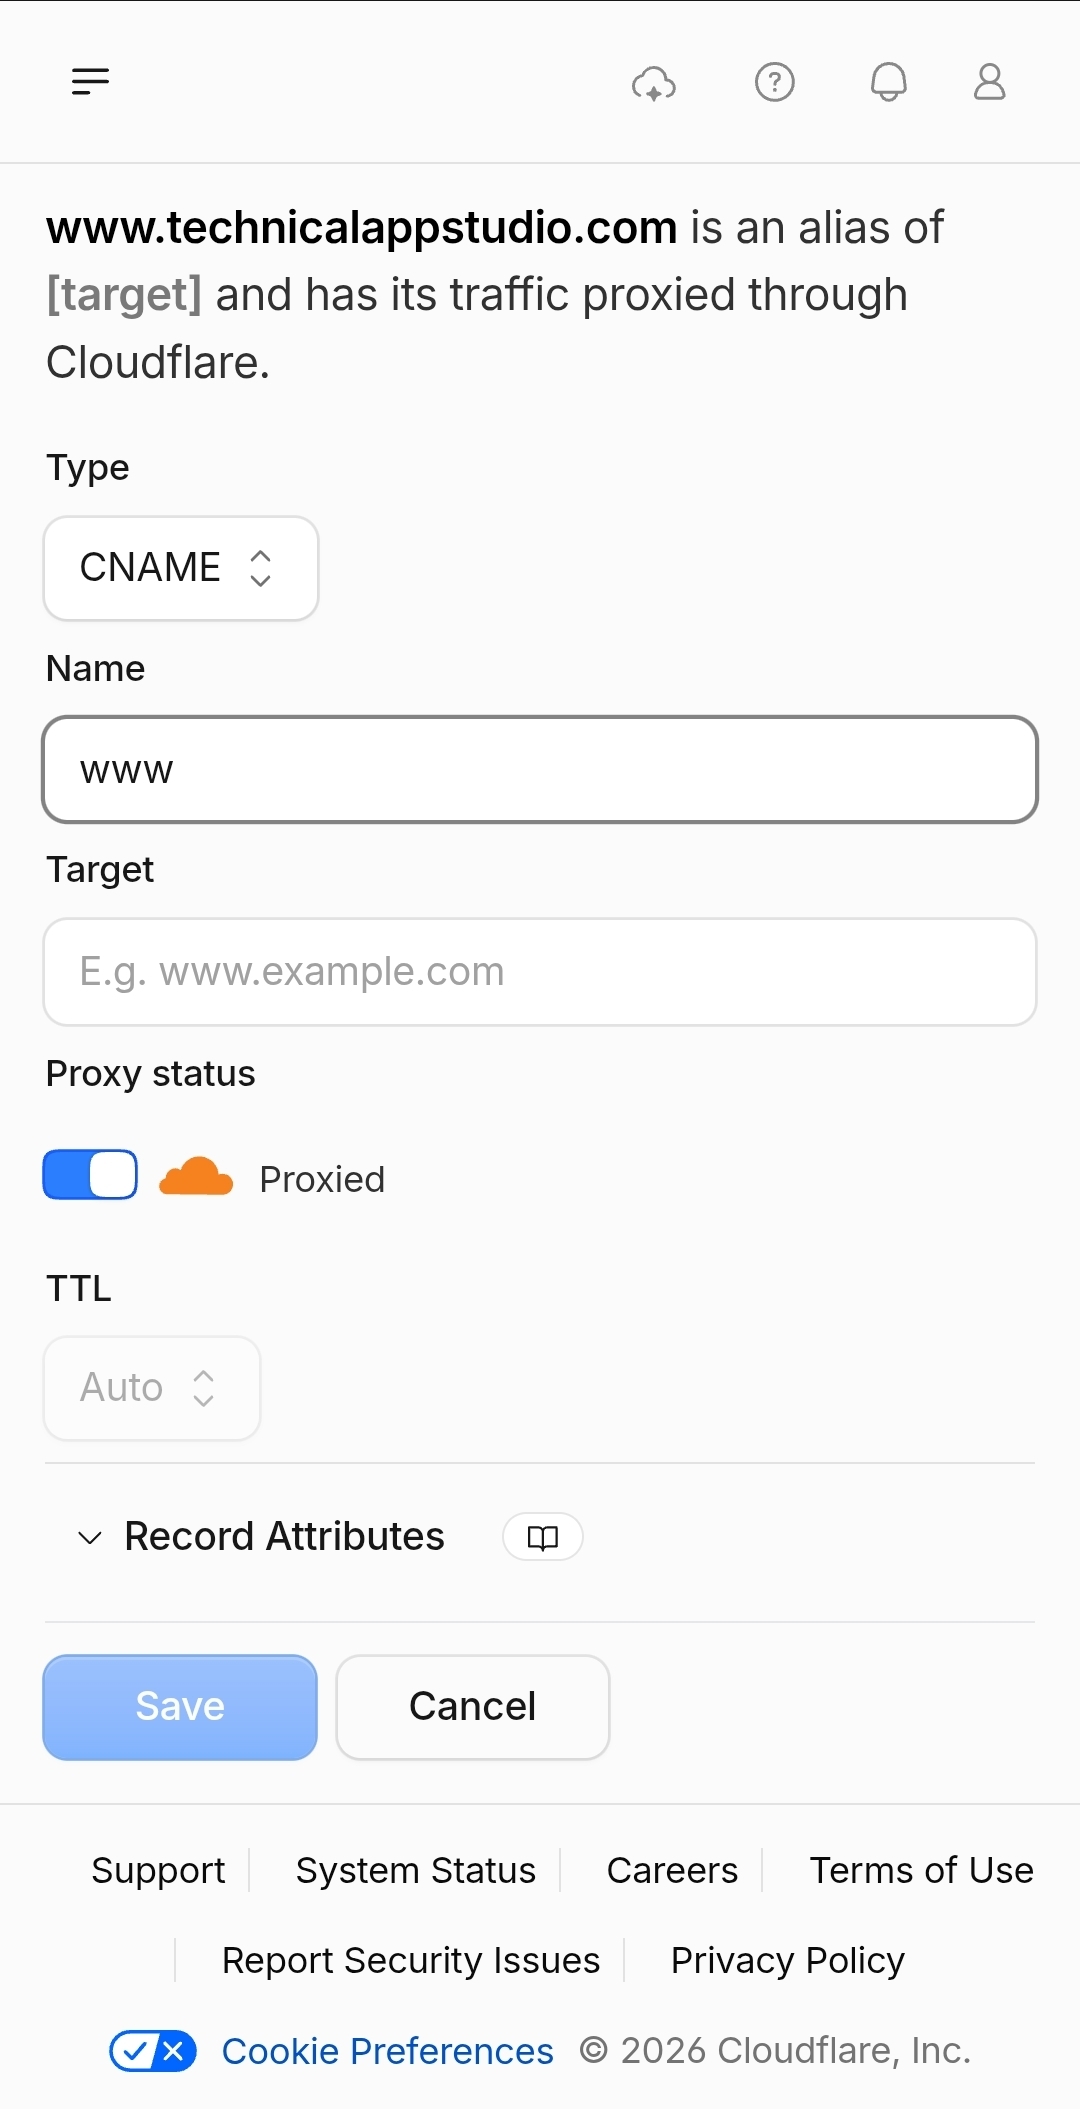 www.technicalappstudio.com is an alias of
[target] and has its traffic proxied through
Cloudflare.
Type
CNAME
Name
www
Target
E.g. www.example.com
Proxy status
Proxied
TTL
Auto
Record Attributes
Save Cancel
Support System Status Careers Terms of Use
Report Security Issues Privacy Policy
Cookie Preferences © 2026 Cloudflare, Inc.